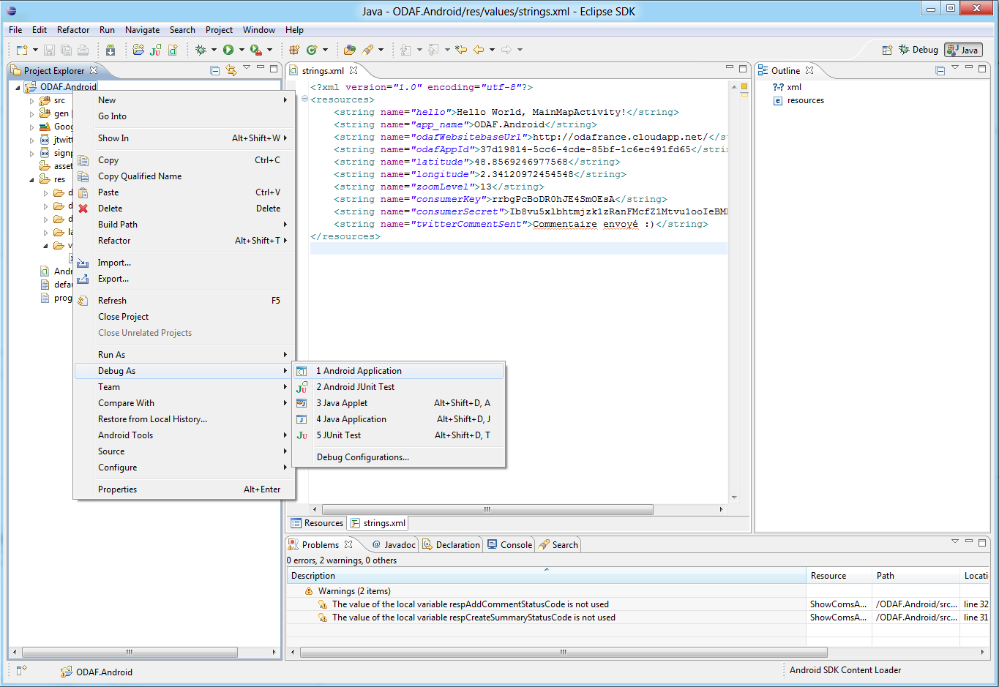 Java - ODAF.Android/res/values/strings.xml - Eclipse SDK
File Edit Refactor Run Navigate Search Project Window Help
Debug Java
Project Explorer
ODAF.Android
src
gen
Goog
jtwitt
signp
asset
res
d
d
d
la
v
Andr
defau
prog
New
Go Into
Show In Alt+Shift+W
Copy Ctrl+C
Copy Qualified Name
Paste Ctrl+V
Delete Delete
Build Path
Refactor Alt+Shift+T
Import...
Export...
Refresh F5
Close Project
Close Unrelated Projects
Run As
Debug As
Team
Compare With
Restore from Local History...
Android Tools
Source
Configure
Properties Alt+Enter
1 Android Application
2 Android JUnit Test
3 Java Applet Alt+Shift+D, A
4 Java Application Alt+Shift+D, J
5 JUnit Test Alt+Shift+D, T
Debug Configurations...
strings.xml
<?xml version="1.0" encoding="utf-8"?>
<resources>
<string name="hello">Hello World, MainMapActivity!</string>
<string name="app_name">ODAF.Android</string>
<string name="odafWebsitebaseUrl">http://odafrance.cloudapp.net/</s
<string name="odafAppId">37d19814-5cc6-4cde-85bf-1c6ec491fd65</strin
<string name="latitude">48.8569246977568</string>
<string name="longitude">2.34120972454548</string>
<string name="zoomLevel">13</string>
<string name="consumerKey">rrbgPcBoDR0hJE4SmOEsA</string>
<string name="consumerSecret">Ib8vu5xlbhtmjzk1zRanFMcfZ1Mtvu1ooIeBM
<string name="twitterCommentSent">Commentaire envoyé :)</string>
</resources>
Resources strings.xml
Outline
xml
resources
Problems Javadoc Declaration Console Search
0 errors, 2 warnings, 0 others
Description Resource Path Locati
Warnings (2 items)
The value of the local variable respAddCommentStatusCode is not used ShowComsA... /ODAF.Android/src... line 32
The value of the local variable respCreateSummaryStatusCode is not used ShowComsA... /ODAF.Android/src... line 31
ODAF.Android
Android SDK Content Loader